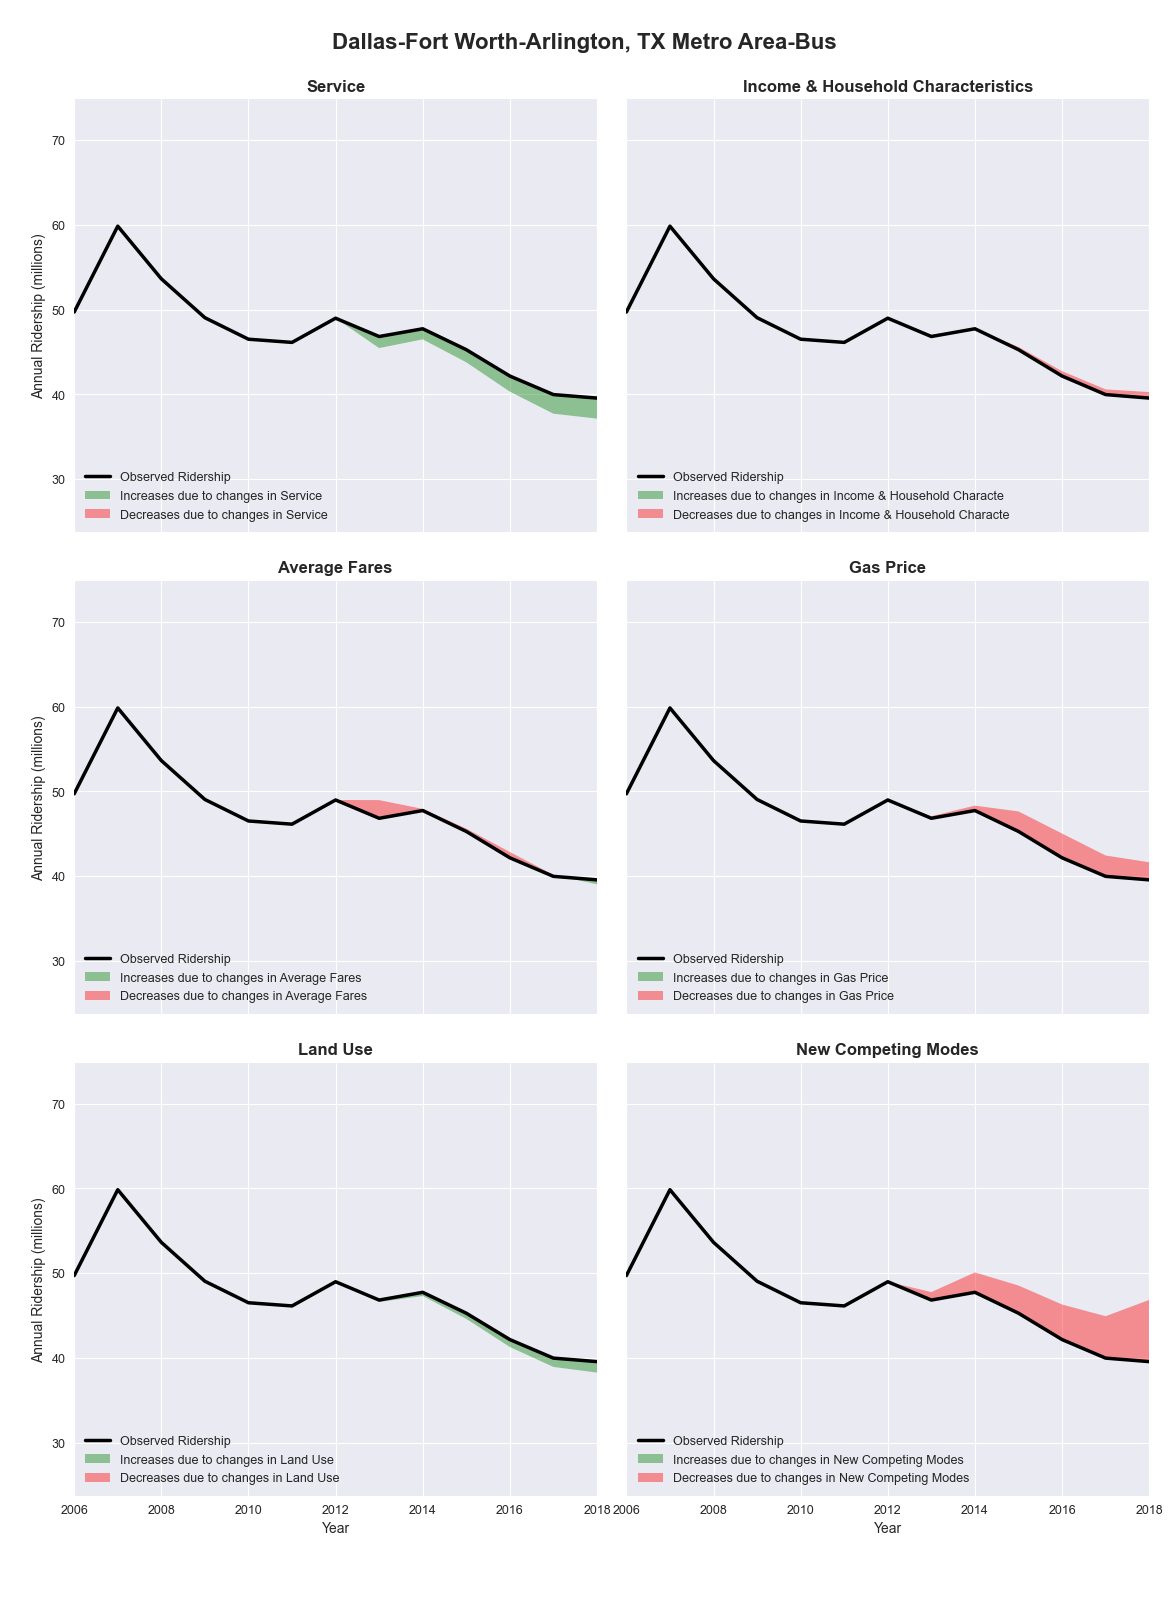 Dallas-Fort Worth-Arlington, TX Metro Area-Bus
Service
70
60
50
40
30
Annual Ridership (millions)
Observed Ridership
Increases due to changes in Service
Decreases due to changes in Service
Income & Household Characteristics
Observed Ridership
Increases due to changes in Income & Household Characte
Decreases due to changes in Income & Household Characte
Average Fares
70
60
50
40
30
Annual Ridership (millions)
Observed Ridership
Increases due to changes in Average Fares
Decreases due to changes in Average Fares
Gas Price
Observed Ridership
Increases due to changes in Gas Price
Decreases due to changes in Gas Price
Land Use
70
60
50
40
30
Annual Ridership (millions)
Observed Ridership
Increases due to changes in Land Use
Decreases due to changes in Land Use
2006 2008 2010 2012 2014 2016 2018
Year
New Competing Modes
Observed Ridership
Increases due to changes in New Competing Modes
Decreases due to changes in New Competing Modes
2006 2008 2010 2012 2014 2016 2018
Year